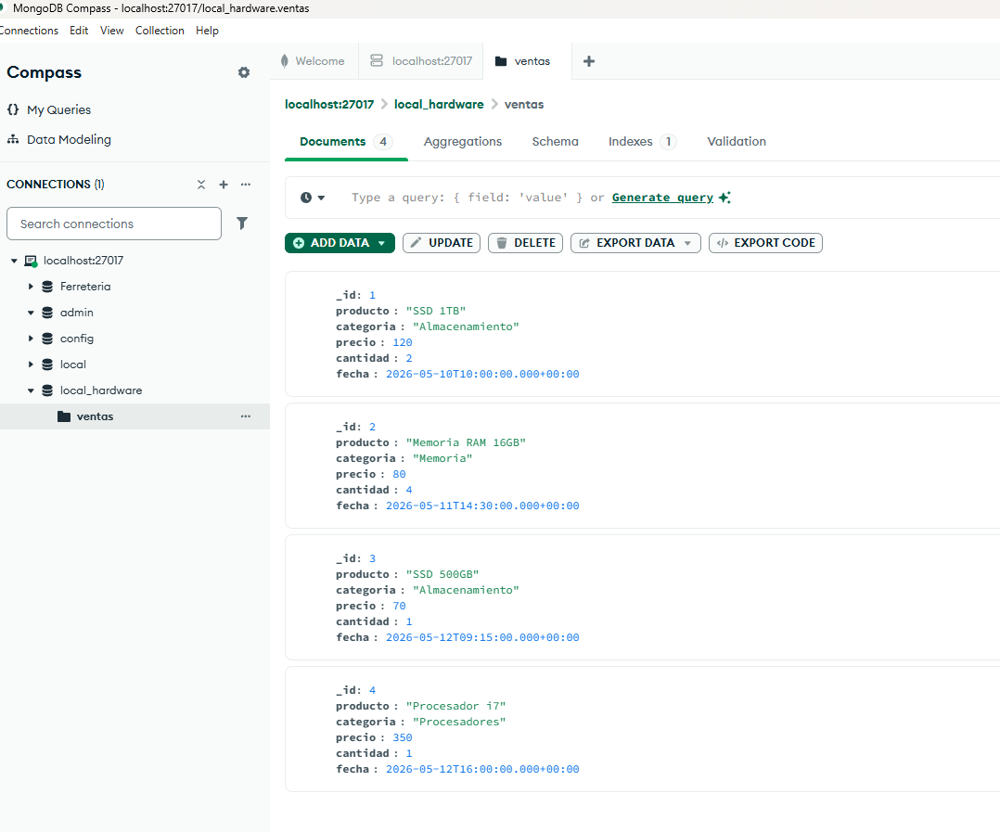 MongoDB Compass - localhost:27017/local_hardware.ventas
Connections Edit View Collection Help
Compass
My Queries
Data Modeling
CONNECTIONS (1)
Search connections
localhost:27017
Ferreteria
admin
config
local
local_hardware
ventas
Welcome localhost:27017 ventas
localhost:27017 > local_hardware > ventas
Documents 4 Aggregations Schema Indexes 1 Validation
Type a query: { field: 'value' } or Generate query
ADD DATA UPDATE DELETE EXPORT DATA EXPORT CODE
_id: 1
producto : "SSD 1TB"
categoria : "Almacenamiento"
precio : 120
cantidad : 2
fecha : 2026-05-10T10:00:00.000+00:00
_id: 2
producto : "Memoria RAM 16GB"
categoria : "Memoria"
precio : 80
cantidad : 4
fecha : 2026-05-11T14:30:00.000+00:00
_id: 3
producto : "SSD 500GB"
categoria : "Almacenamiento"
precio : 70
cantidad : 1
fecha : 2026-05-12T09:15:00.000+00:00
_id: 4
producto : "Procesador i7"
categoria : "Procesadores"
precio : 350
cantidad : 1
fecha : 2026-05-12T16:00:00.000+00:00